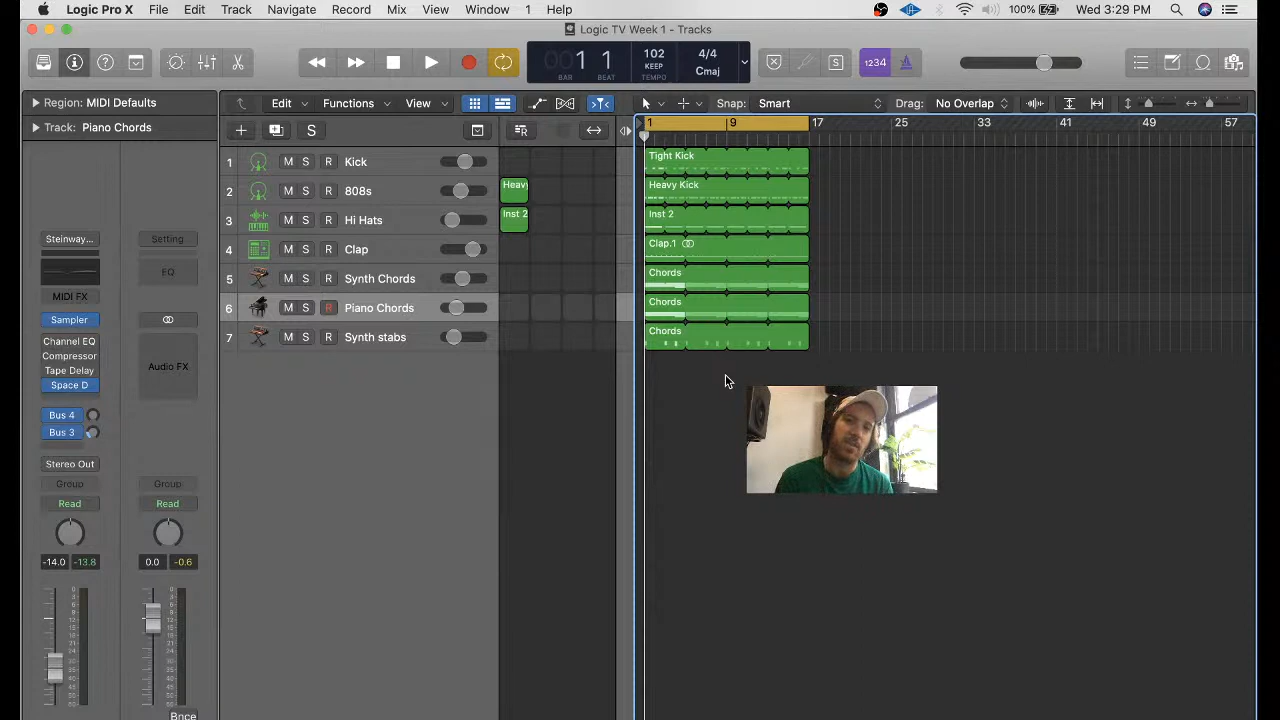 Logic Pro X File Edit Track Navigate Record Mix View Window 1 Help 100% Wed 3:29 PM
Logic TV Week 1 - Tracks
001 1 102 4/4
KEEP Cmaj
BAR BEAT TEMPO
1234
Region: MIDI Defaults
Edit Functions View Snap: Smart Drag: No Overlap
Track: Piano Chords
S
1 9 17 25 33 41 49 57
1 M S R Kick
2 M S R 808s
3 M S R Hi Hats
4 M S R Clap
5 M S R Synth Chords
6 M S R Piano Chords
7 M S R Synth stabs
Heavy
Inst 2
Tight Kick
Heavy Kick
Inst 2
Clap.1
Chords
Chords
Chords
Steinway... Setting
EQ
MIDI FX
Sampler
Channel EQ
Compressor
Tape Delay
Space D
Audio FX
Bus 4
Bus 3
Stereo Out
Group Group
Read Read
-14.0 -13.8 0.0 -0.6
Bnce